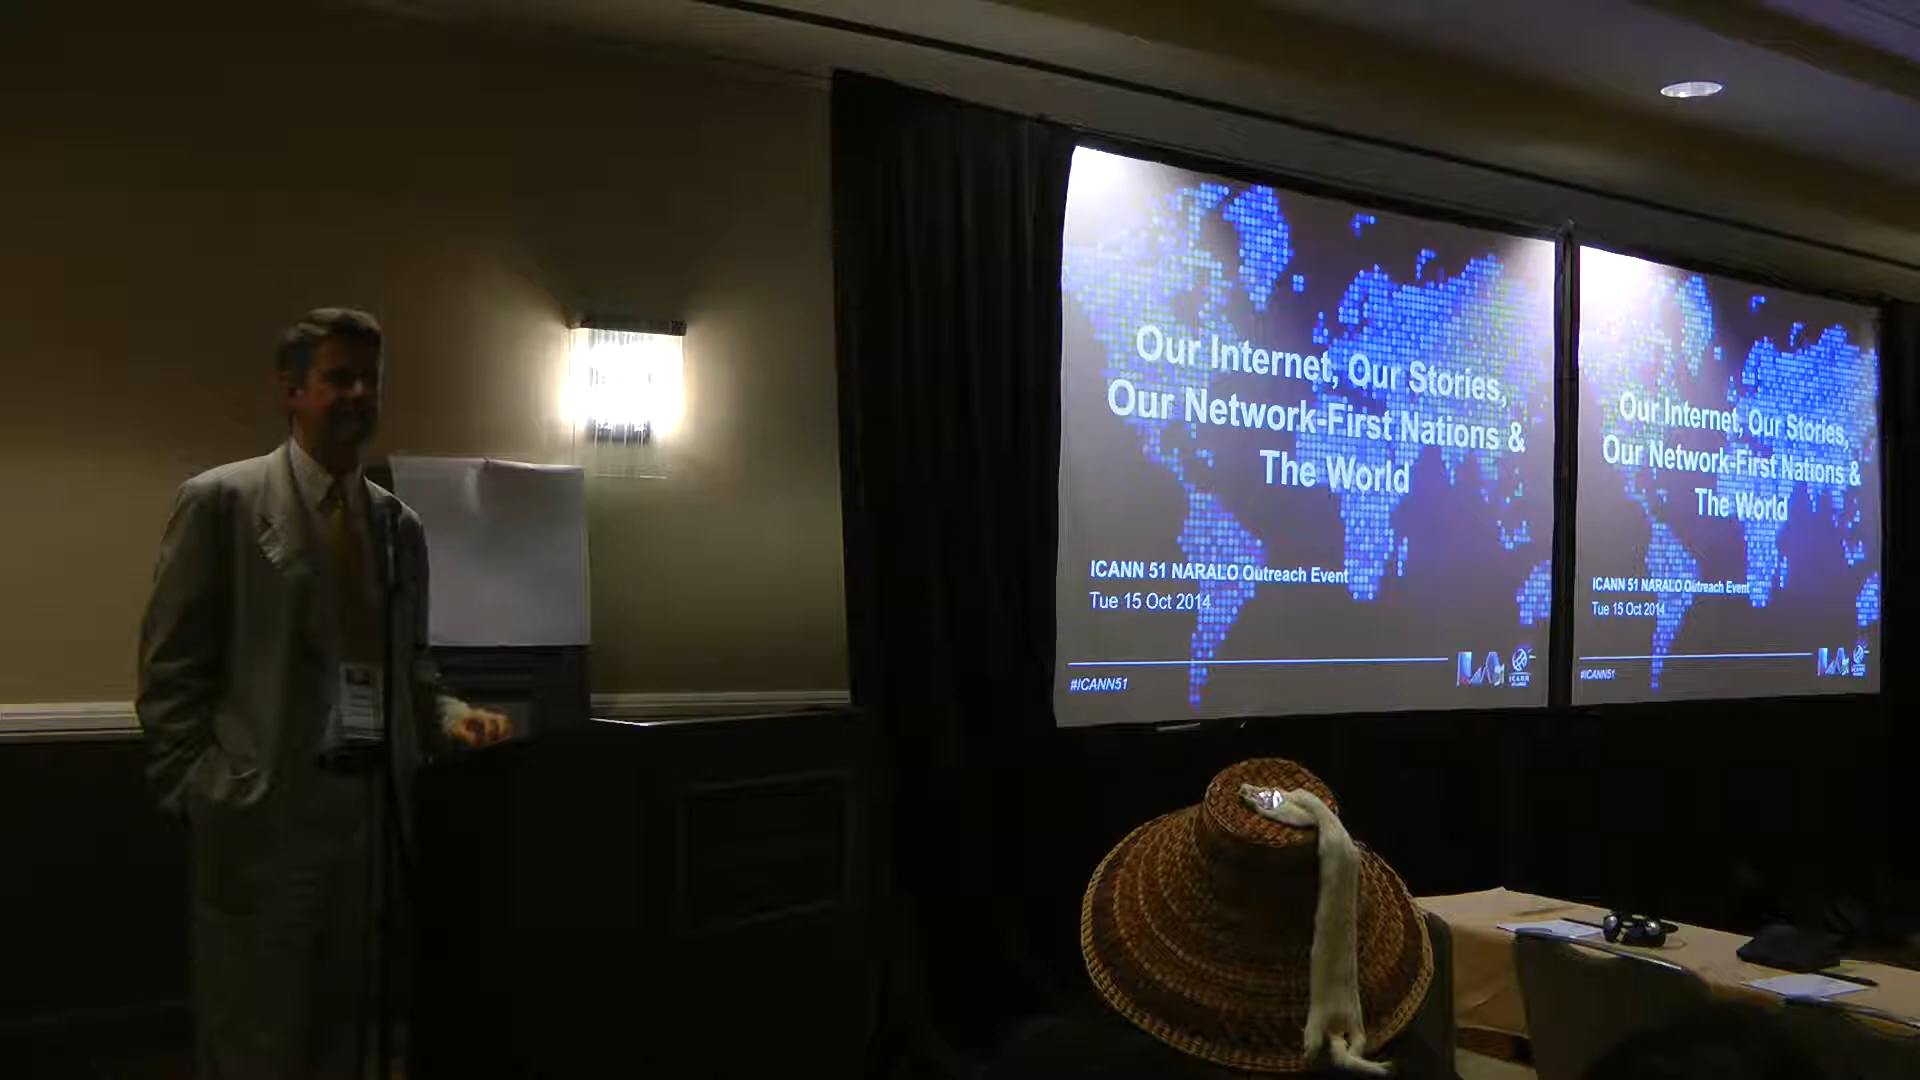 Our Internet, Our Stories,
Our Network-First Nations &
The World
ICANN 51 NARALO Outreach Event
Tue 15 Oct 2014
#ICANN51
ICANN
Our Internet, Our Stories,
Our Network-First Nations &
The World
ICANN 51 NARALO Outreach Event
Tue 15 Oct 2014
#ICANN51